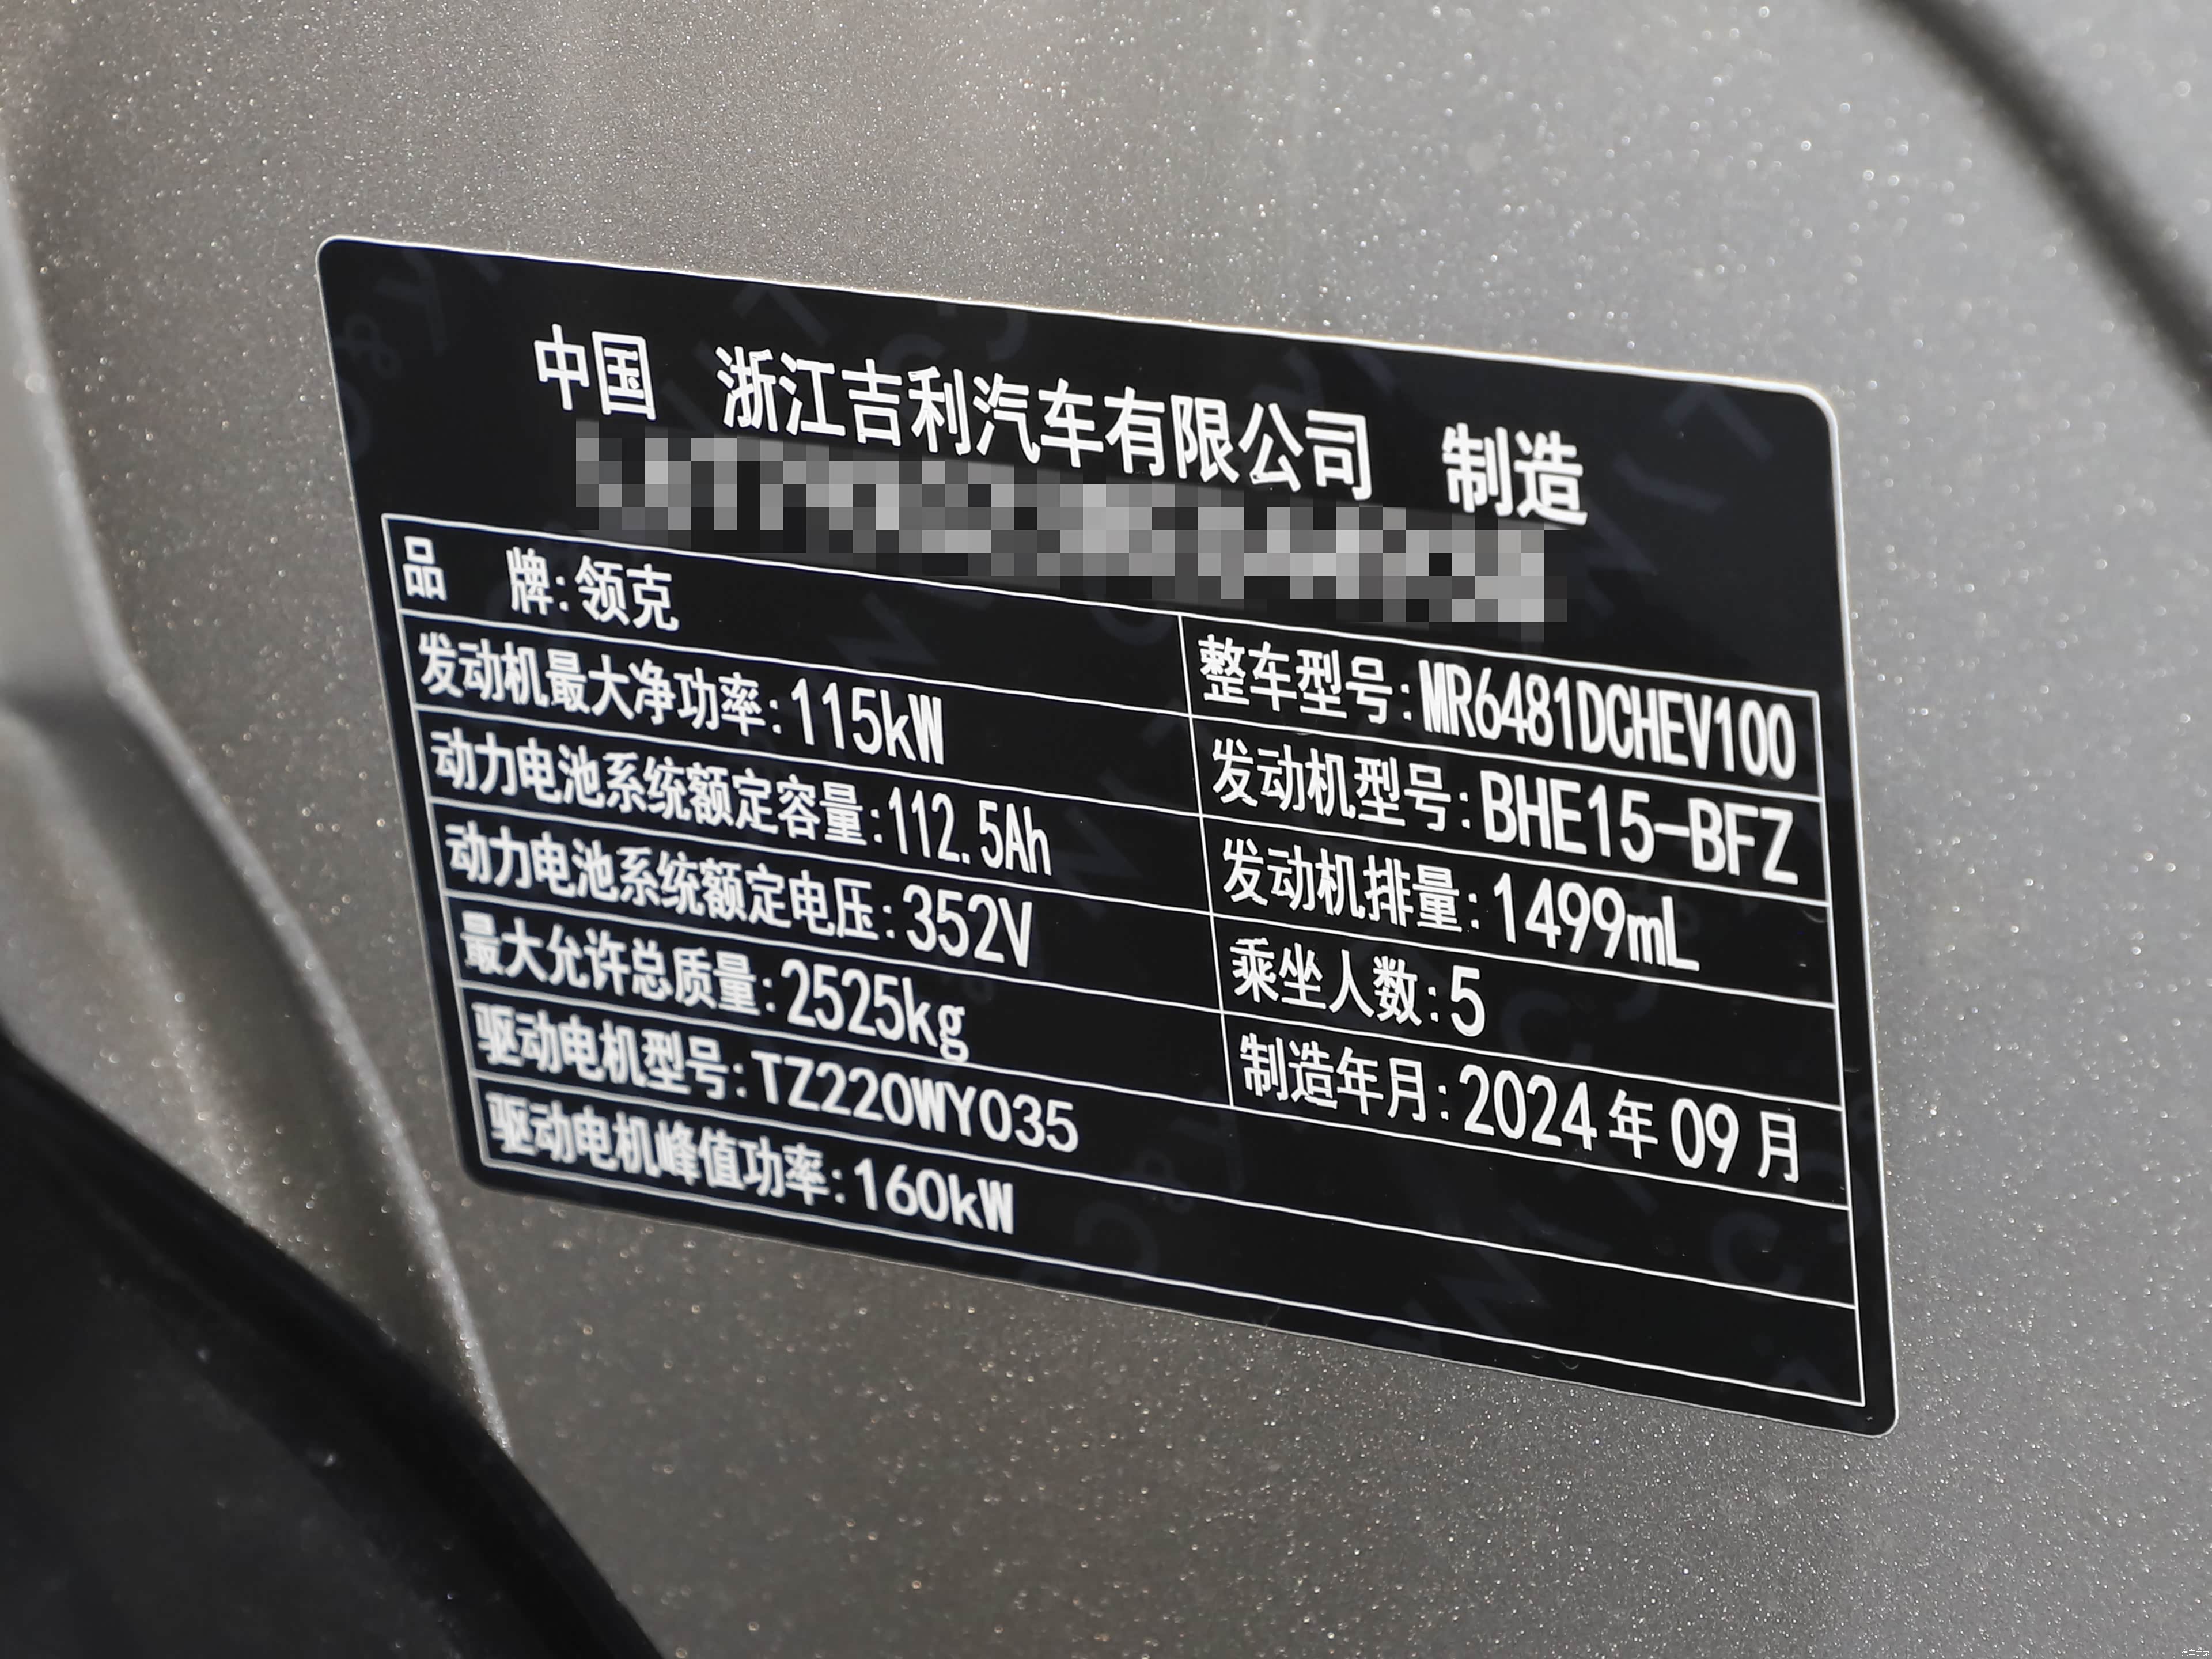 中国 浙江吉利汽车有限公司 制造
品 牌:领克
整车型号:MR6481DCHEV100
发动机最大净功率:115kW
发动机型号:BHE15-BFZ
动力电池系统额定容量:112.5Ah
发动机排量:1499mL
动力电池系统额定电压:352V
乘坐人数:5
最大允许总质量:2525kg
制造年月:2024年09月
驱动电机型号:TZ220WY035
驱动电机峰值功率:160kW
汽车之家